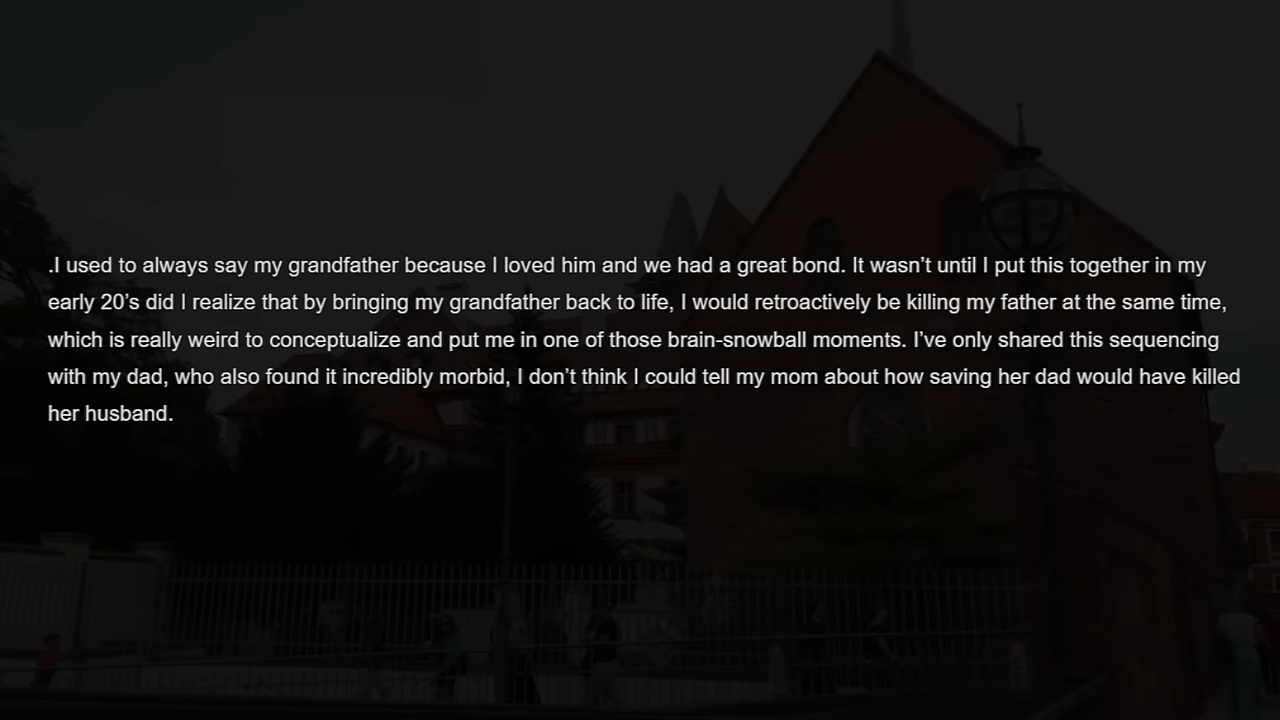 .I used to always say my grandfather because I loved him and we had a great bond. It wasn’t until I put this together in my
early 20’s did I realize that by bringing my grandfather back to life, I would retroactively be killing my father at the same time,
which is really weird to conceptualize and put me in one of those brain-snowball moments. I’ve only shared this sequencing
with my dad, who also found it incredibly morbid, I don’t think I could tell my mom about how saving her dad would have killed
her husband.